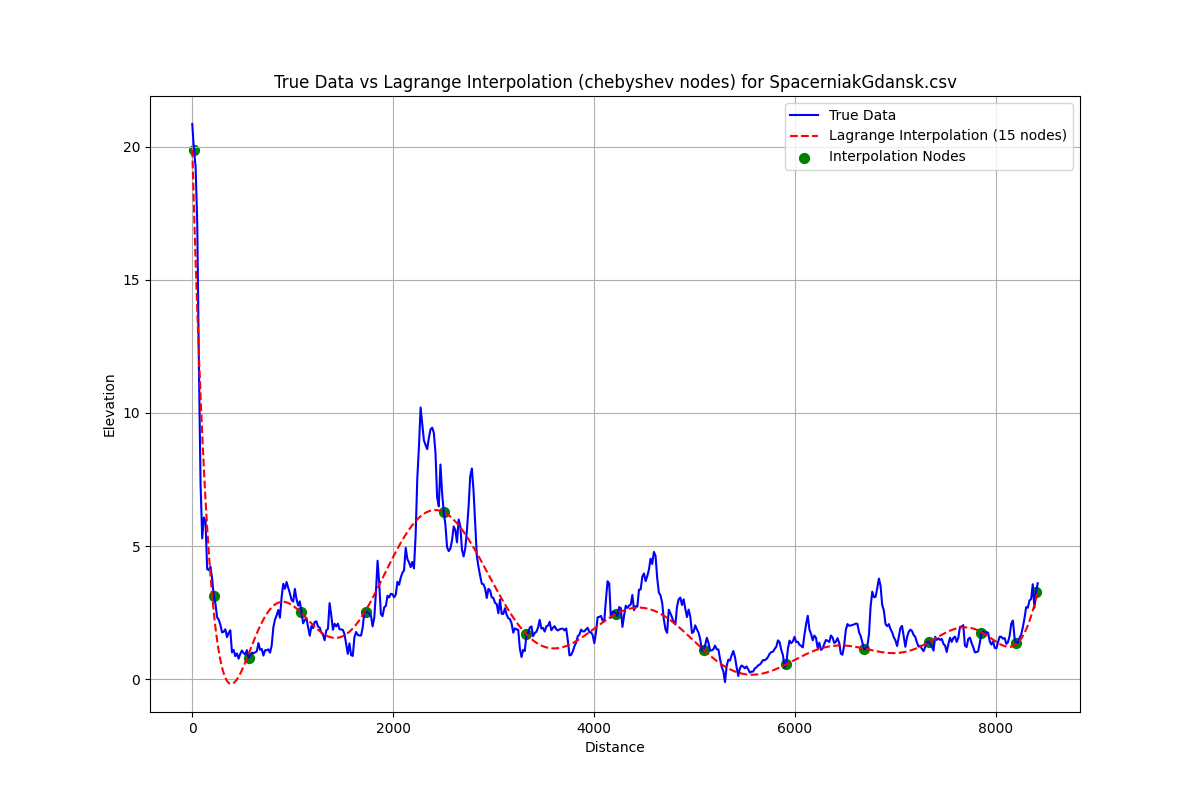 True Data vs Lagrange Interpolation (chebyshev nodes) for SpacerniakGdansk.csv
True Data
Lagrange Interpolation (15 nodes)
Interpolation Nodes
20
15
10
5
0
Elevation
0 2000 4000 6000 8000
Distance